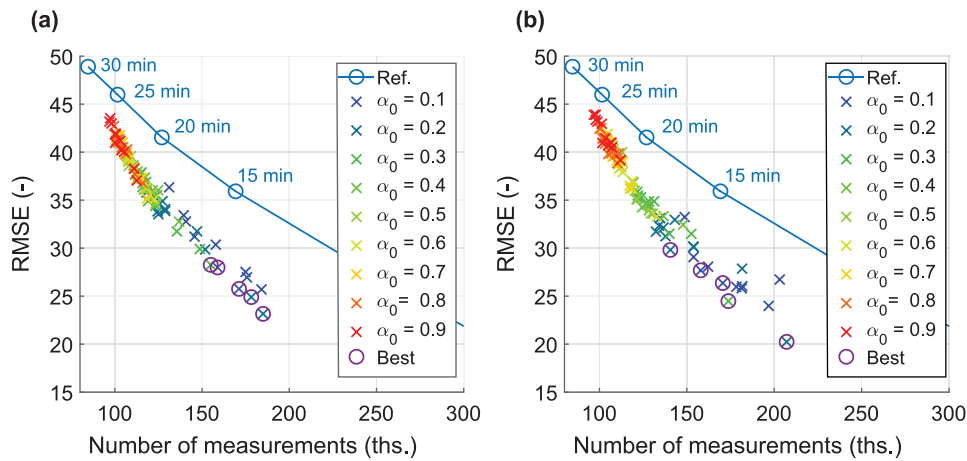 (a)
50
45
40
35
30
25
20
15
RMSE (-)
100
150
200
250
300
Number of measurements (ths.)
30 min
25 min
20 min
15 min
Ref.
α0 = 0.1
α0 = 0.2
α0 = 0.3
α0 = 0.4
α0 = 0.5
α0 = 0.6
α0 = 0.7
α0= 0.8
α0 = 0.9
Best
(b)
50
45
40
35
30
25
20
15
RMSE (-)
100
150
200
250
300
Number of measurements (ths.)
30 min
25 min
20 min
15 min
Ref.
α0 = 0.1
α0 = 0.2
α0 = 0.3
α0 = 0.4
α0 = 0.5
α0 = 0.6
α0 = 0.7
α0= 0.8
α0 = 0.9
Best